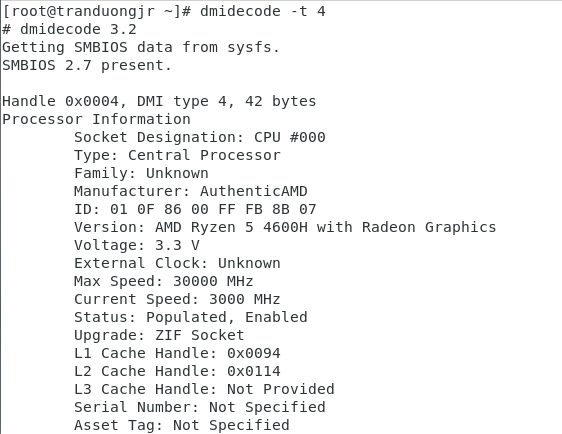 [root@tranduongjr ~]# dmidecode -t 4
# dmidecode 3.2
Getting SMBIOS data from sysfs.
SMBIOS 2.7 present.

Handle 0x0004, DMI type 4, 42 bytes
Processor Information
        Socket Designation: CPU #000
        Type: Central Processor
        Family: Unknown
        Manufacturer: AuthenticAMD
        ID: 01 0F 86 00 FF FB 8B 07
        Version: AMD Ryzen 5 4600H with Radeon Graphics
        Voltage: 3.3 V
        External Clock: Unknown
        Max Speed: 30000 MHz
        Current Speed: 3000 MHz
        Status: Populated, Enabled
        Upgrade: ZIF Socket
        L1 Cache Handle: 0x0094
        L2 Cache Handle: 0x0114
        L3 Cache Handle: Not Provided
        Serial Number: Not Specified
        Asset Tag: Not Specified